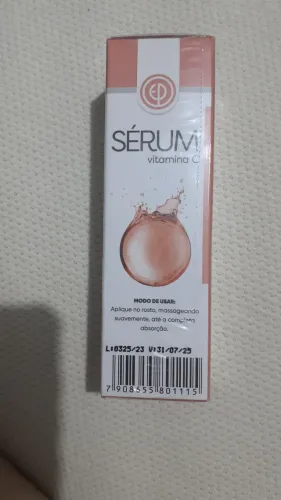 EP
SÉRUM
vitamina C
MODO DE USAR:
Aplique no rosto, massageando
suavemente, até a completa
absorção.
L:0325/23 V:31/07/25
7 908655 801115